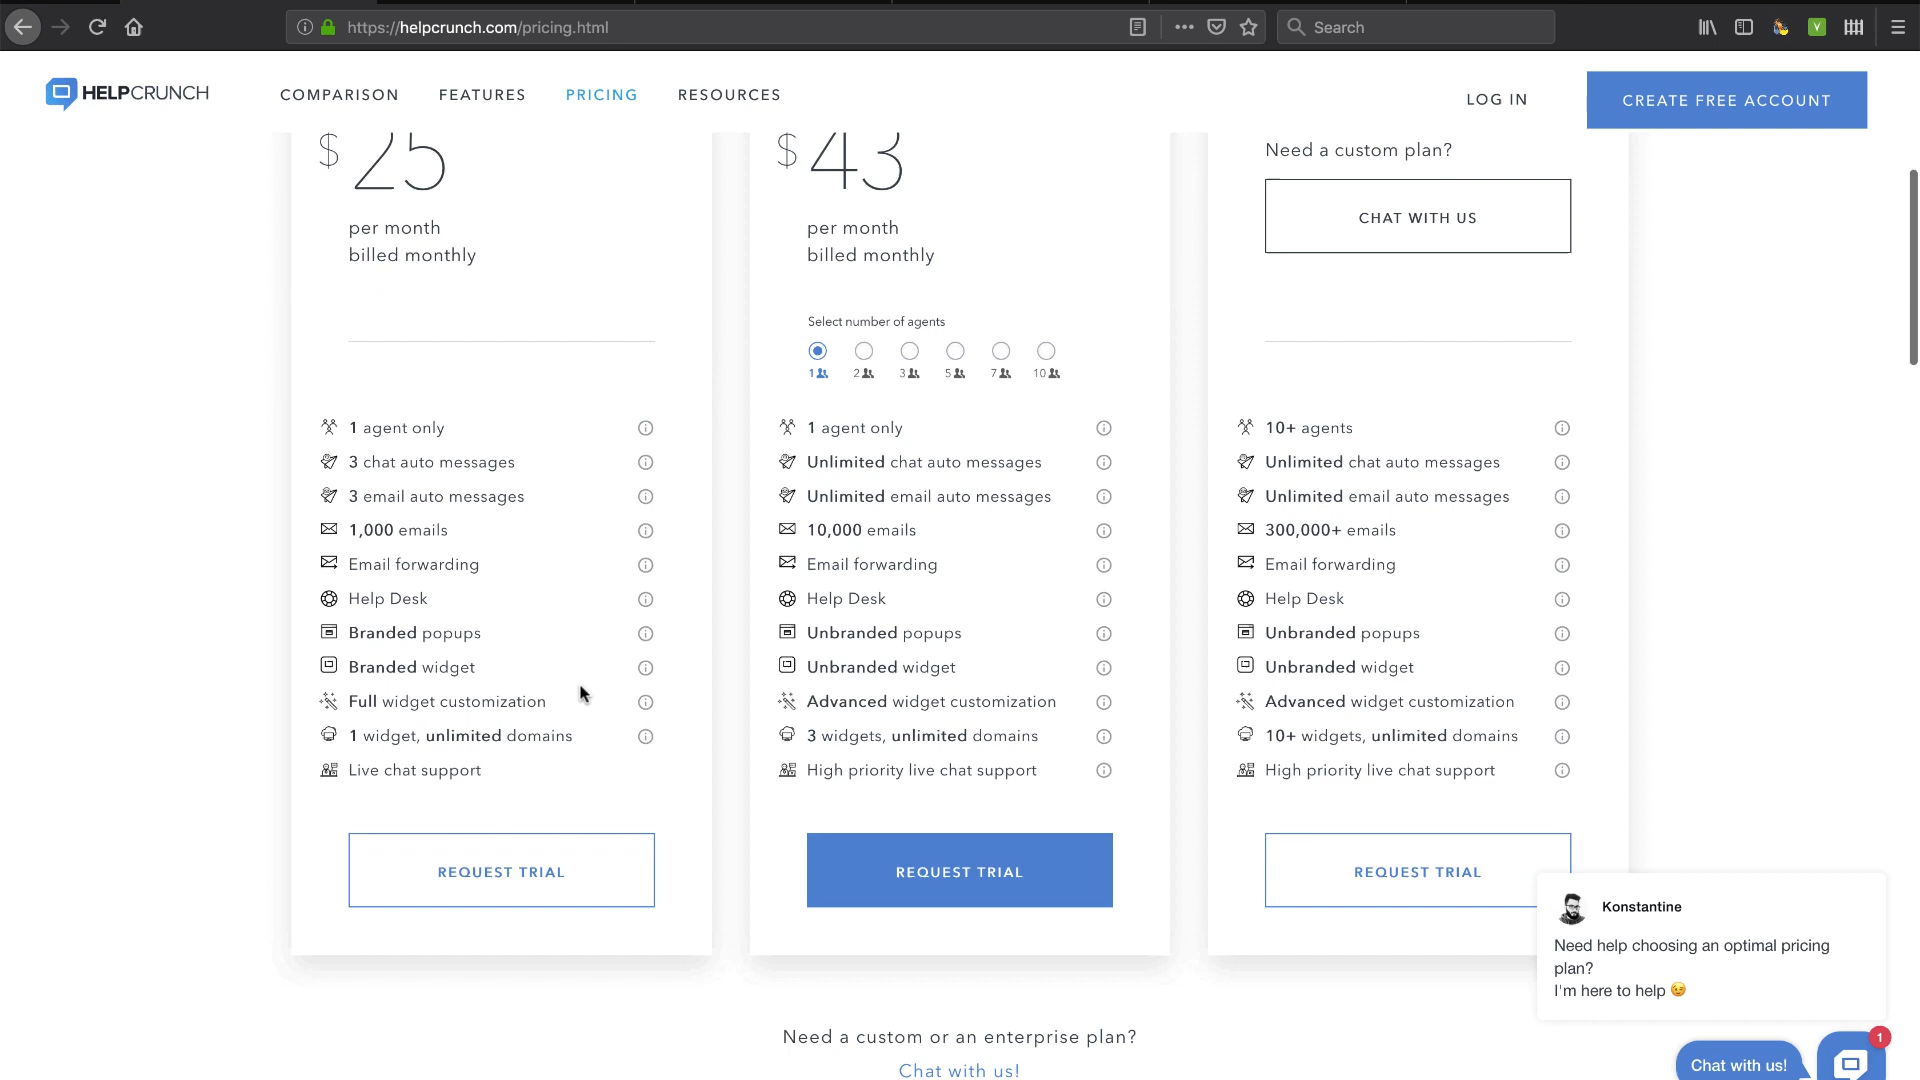 https://helpcrunch.com/pricing.html
Search
HELPCRUNCH
COMPARISON
FEATURES
PRICING
RESOURCES
LOG IN
CREATE FREE ACCOUNT
$ 25
per month
billed monthly
1 agent only
3 chat auto messages
3 email auto messages
1,000 emails
Email forwarding
Help Desk
Branded popups
Branded widget
Full widget customization
1 widget, unlimited domains
Live chat support
REQUEST TRIAL
$ 43
per month
billed monthly
Select number of agents
1 2 3 5 7 10
1 agent only
Unlimited chat auto messages
Unlimited email auto messages
10,000 emails
Email forwarding
Help Desk
Unbranded popups
Unbranded widget
Advanced widget customization
3 widgets, unlimited domains
High priority live chat support
REQUEST TRIAL
Need a custom plan?
CHAT WITH US
10+ agents
Unlimited chat auto messages
Unlimited email auto messages
300,000+ emails
Email forwarding
Help Desk
Unbranded popups
Unbranded widget
Advanced widget customization
10+ widgets, unlimited domains
High priority live chat support
REQUEST TRIAL
Need a custom or an enterprise plan?
Chat with us!
Konstantine
Need help choosing an optimal pricing
plan?
I'm here to help 😉
Chat with us!
1